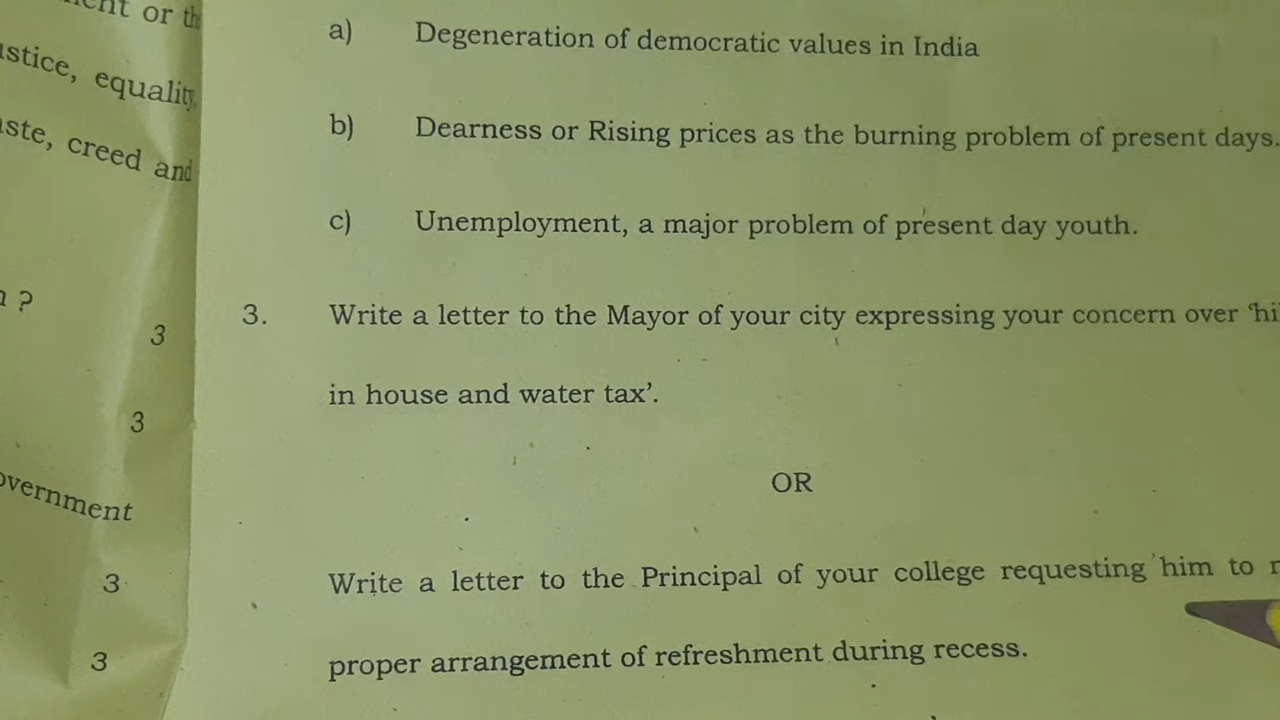 or
equality,
creed and
?
3
3
3
3
a) Degeneration of democratic values in India
b) Dearness or Rising prices as the burning problem of present days.
c) Unemployment, a major problem of present day youth.
3. Write a letter to the Mayor of your city expressing your concern over
in house and water tax’.
OR
Write a letter to the Principal of your college requesting him to
proper arrangement of refreshment during recess.